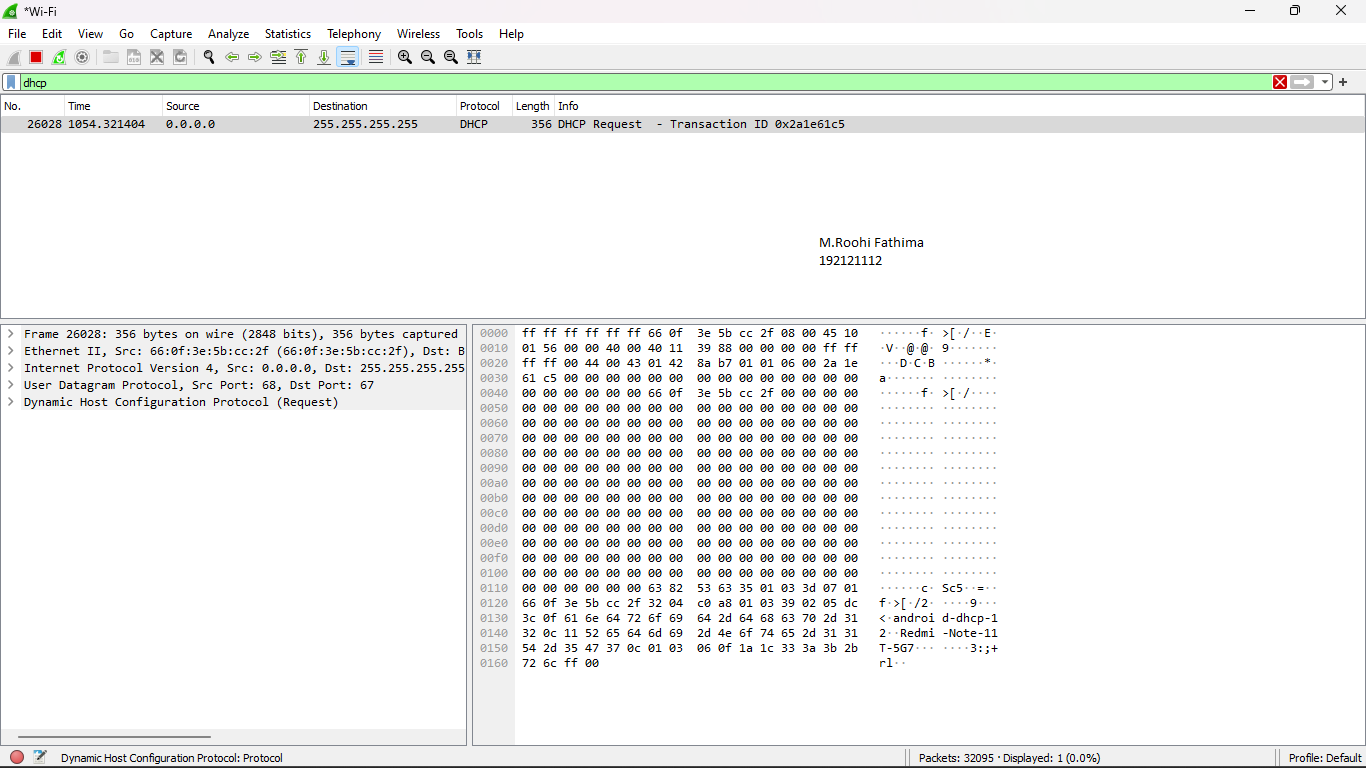 *Wi-Fi
File Edit View Go Capture Analyze Statistics Telephony Wireless Tools Help
dhcp
No. Time Source Destination Protocol Length Info
26028 1054.321404 0.0.0.0 255.255.255.255 DHCP 356 DHCP Request - Transaction ID 0x2a1e61c5
M.Roohi Fathima
192121112
Frame 26028: 356 bytes on wire (2848 bits), 356 bytes captured
Ethernet II, Src: 66:0f:3e:5b:cc:2f (66:0f:3e:5b:cc:2f), Dst: B
Internet Protocol Version 4, Src: 0.0.0.0, Dst: 255.255.255.255
User Datagram Protocol, Src Port: 68, Dst Port: 67
Dynamic Host Configuration Protocol (Request)
0000 ff ff ff ff ff ff 66 0f 3e 5b cc 2f 08 00 45 10 ······f· >[·/··E·
0010 01 56 00 00 40 00 40 11 39 88 00 00 00 00 ff ff ·V··@·@· 9·······
0020 ff ff 00 44 00 43 01 42 8a b7 01 01 06 00 2a 1e ···D·C·B ······*·
0030 61 c5 00 00 00 00 00 00 00 00 00 00 00 00 00 00 a······· ········
0040 00 00 00 00 00 00 66 0f 3e 5b cc 2f 00 00 00 00 ······f· >[·/····
0050 00 00 00 00 00 00 00 00 00 00 00 00 00 00 00 00 ········ ········
0060 00 00 00 00 00 00 00 00 00 00 00 00 00 00 00 00 ········ ········
0070 00 00 00 00 00 00 00 00 00 00 00 00 00 00 00 00 ········ ········
0080 00 00 00 00 00 00 00 00 00 00 00 00 00 00 00 00 ········ ········
0090 00 00 00 00 00 00 00 00 00 00 00 00 00 00 00 00 ········ ········
00a0 00 00 00 00 00 00 00 00 00 00 00 00 00 00 00 00 ········ ········
00b0 00 00 00 00 00 00 00 00 00 00 00 00 00 00 00 00 ········ ········
00c0 00 00 00 00 00 00 00 00 00 00 00 00 00 00 00 00 ········ ········
00d0 00 00 00 00 00 00 00 00 00 00 00 00 00 00 00 00 ········ ········
00e0 00 00 00 00 00 00 00 00 00 00 00 00 00 00 00 00 ········ ········
00f0 00 00 00 00 00 00 00 00 00 00 00 00 00 00 00 00 ········ ········
0100 00 00 00 00 00 00 00 00 00 00 00 00 00 00 00 00 ········ ········
0110 00 00 00 00 00 00 63 82 53 63 35 01 03 3d 07 01 ······c· Sc5··=··
0120 66 0f 3e 5b cc 2f 32 04 c0 a8 01 03 39 02 05 dc f·>[·/2· ····9···
0130 3c 0f 61 6e 64 72 6f 69 64 2d 64 68 63 70 2d 31 <·androi d-dhcp-1
0140 32 0c 11 52 65 64 6d 69 2d 4e 6f 74 65 2d 31 31 2··Redmi -Note-11
0150 54 2d 35 47 37 0c 01 03 06 0f 1a 1c 33 3a 3b 2b T-5G7··· ····3:;+
0160 72 6c ff 00 rl··
Dynamic Host Configuration Protocol: Protocol Packets: 32095 · Displayed: 1 (0.0%) Profile: Default